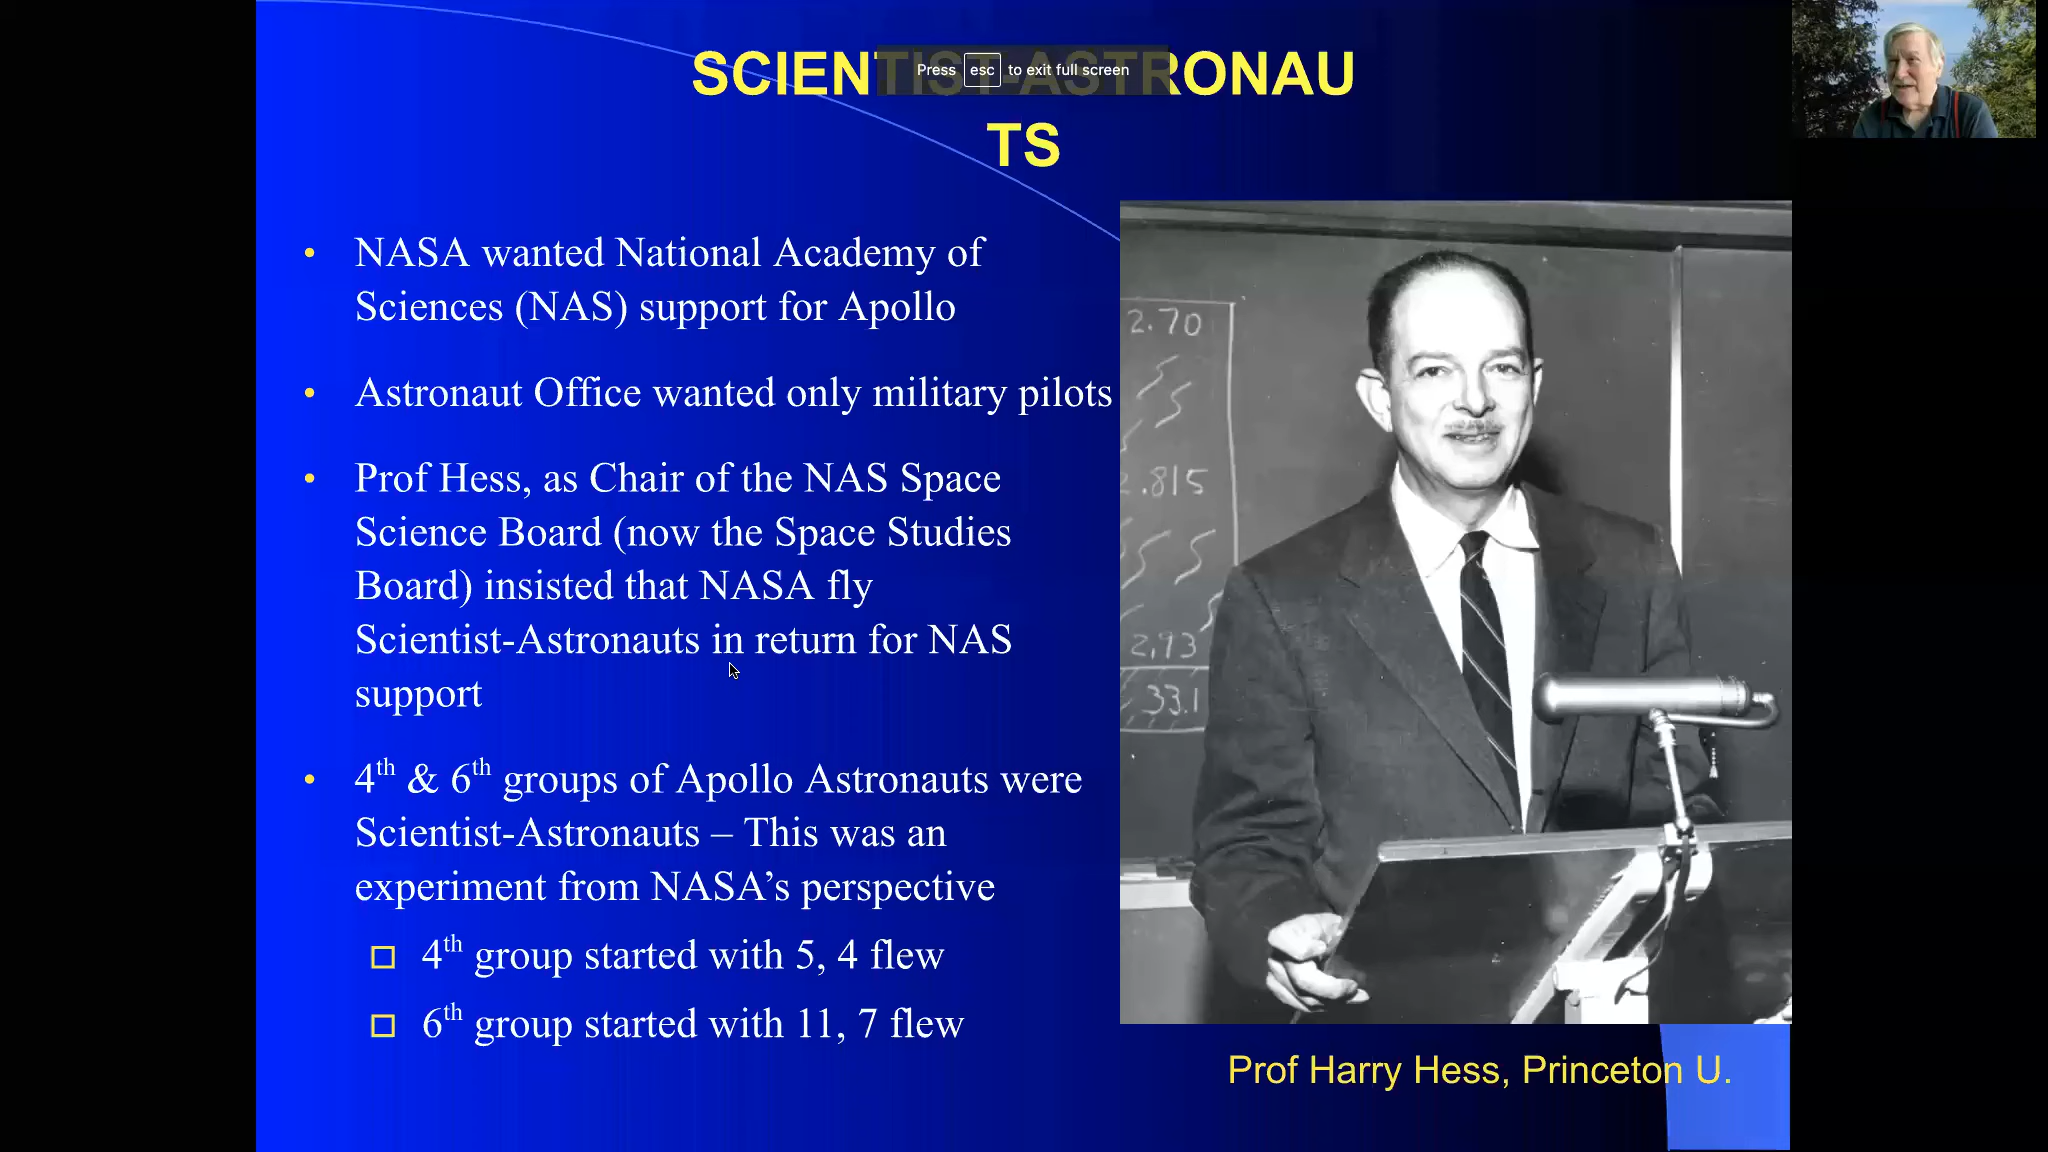 SCIENTIST-ASTRONAU
Press esc to exit full screen
TS
• NASA wanted National Academy of
Sciences (NAS) support for Apollo
• Astronaut Office wanted only military pilots
• Prof Hess, as Chair of the NAS Space
Science Board (now the Space Studies
Board) insisted that NASA fly
Scientist-Astronauts in return for NAS
support
• 4th & 6th groups of Apollo Astronauts were
Scientist-Astronauts – This was an
experiment from NASA’s perspective
4th group started with 5, 4 flew
6th group started with 11, 7 flew
2.70
.815
2.93
33.1
Prof Harry Hess, Princeton U.